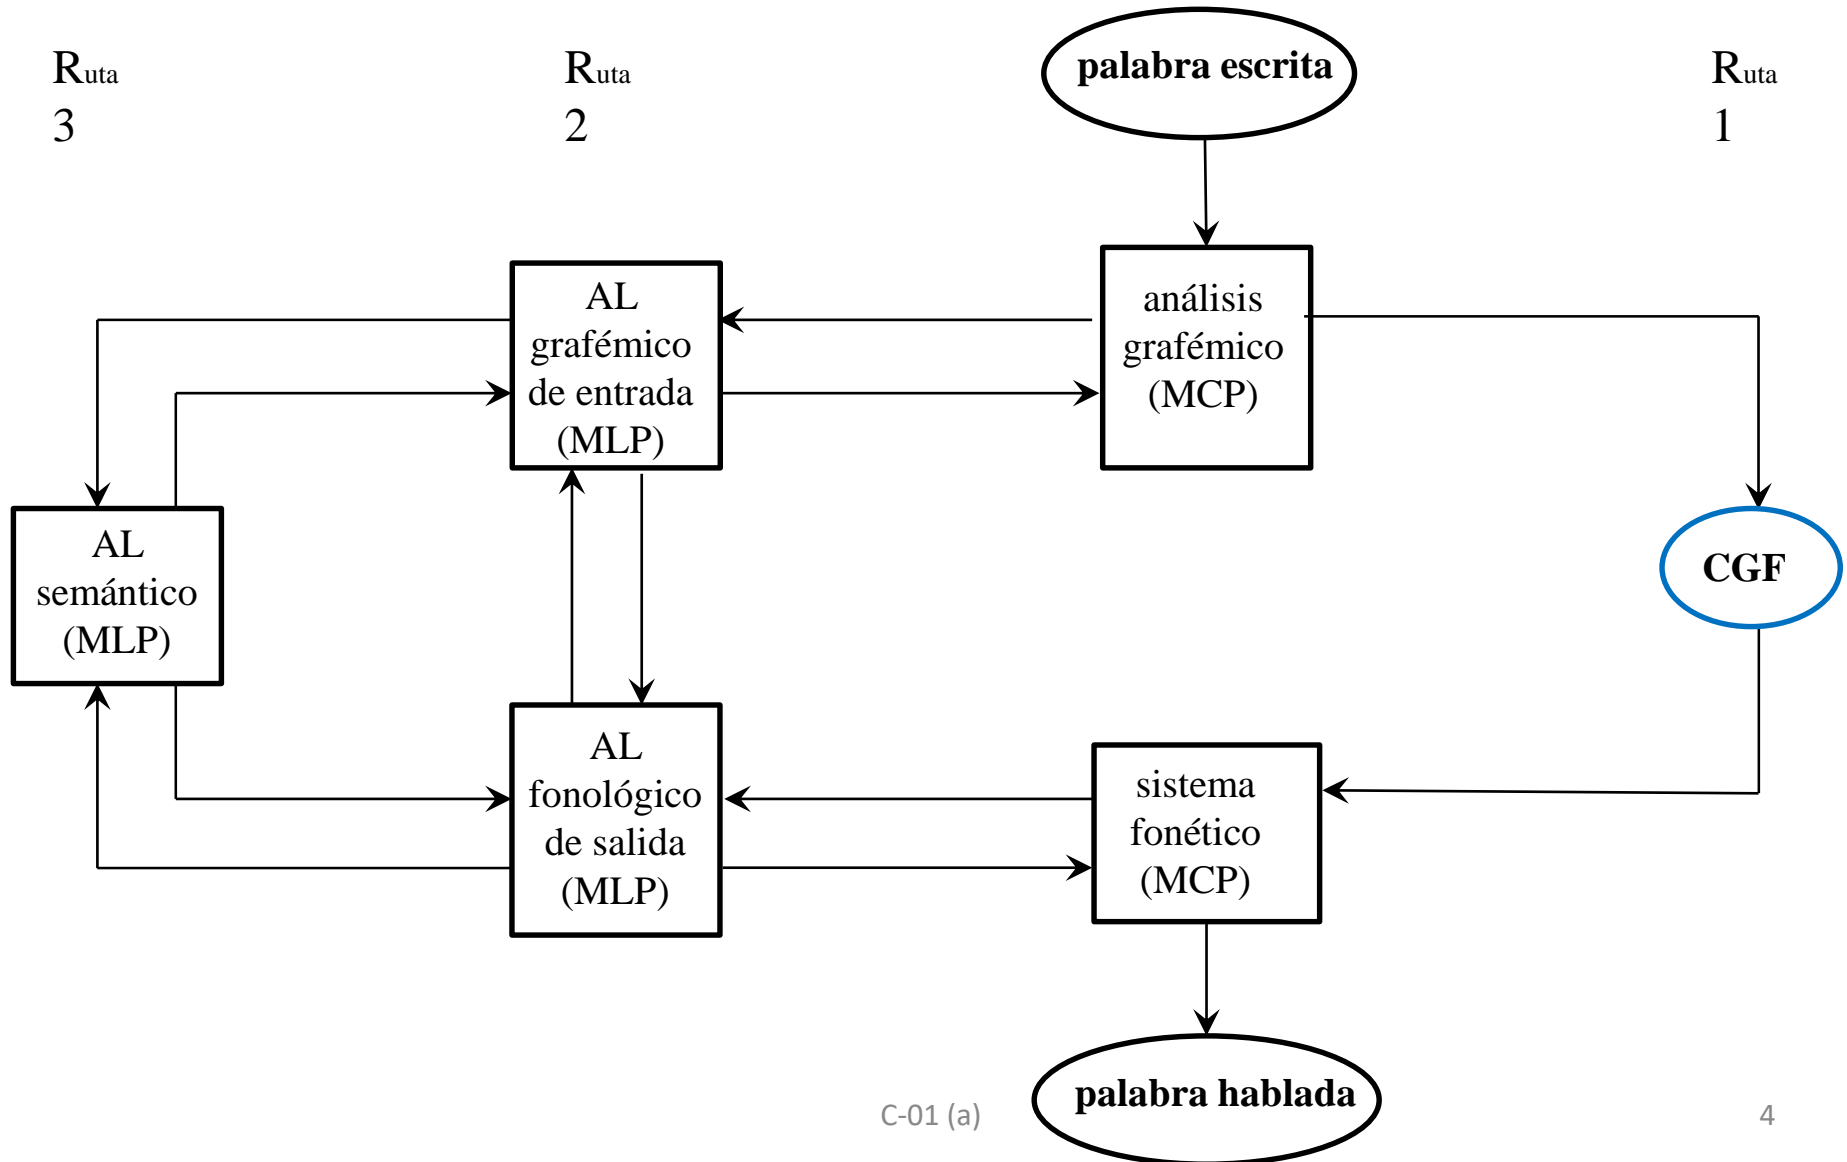 Ruta
3
Ruta
2
palabra escrita
Ruta
1
AL
grafémico
de entrada
(MLP)
análisis
grafémico
(MCP)
AL
semántico
(MLP)
CGF
AL
fonológico
de salida
(MLP)
sistema
fonético
(MCP)
palabra hablada
C-01 (a)
4